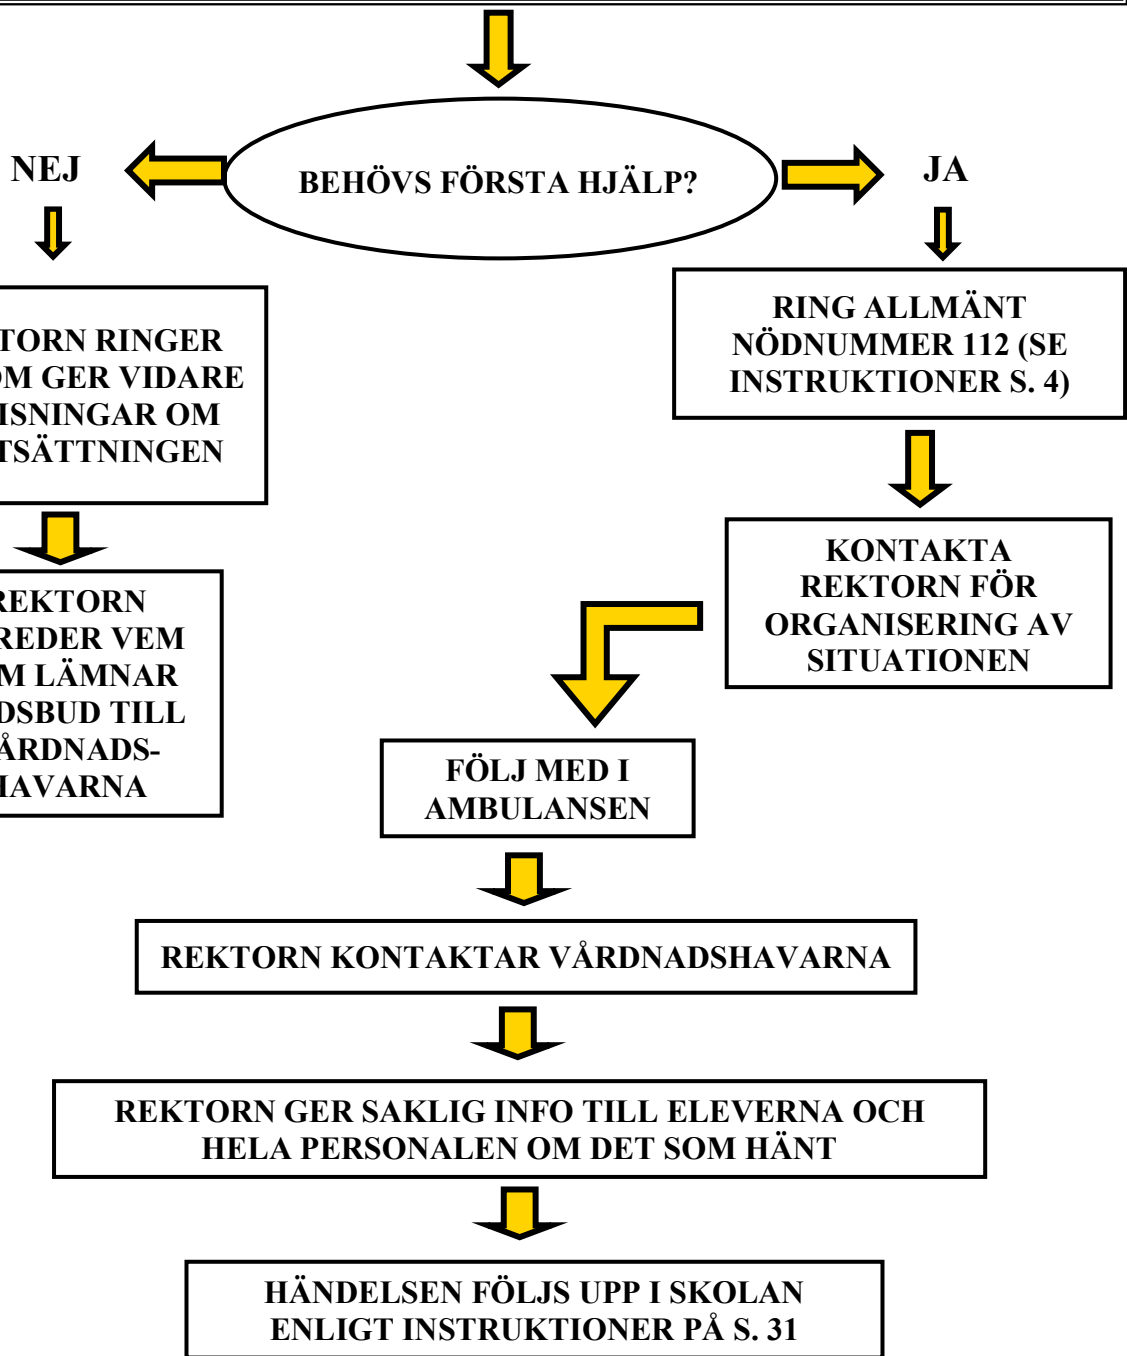 BEHÖVS FÖRSTA HJÄLP?
NEJ
JA
TORN RINGER
OM GER VIDARE
ISNINGAR OM
TSÄTTNINGEN
REKTORN
REDER VEM
M LÄMNAR
DSBUD TILL
ÅRDNADS-
HAVARNA
RING ALLMÄNT
NÖDNUMMER 112 (SE
INSTRUKTIONER S. 4)
KONTAKTA
REKTORN FÖR
ORGANISERING AV
SITUATIONEN
FÖLJ MED I
AMBULANSEN
REKTORN KONTAKTAR VÅRDNADSHAVARNA
REKTORN GER SAKLIG INFO TILL ELEVERNA OCH
HELA PERSONALEN OM DET SOM HÄNT
HÄNDELSEN FÖLJS UPP I SKOLAN
ENLIGT INSTRUKTIONER PÅ S. 31